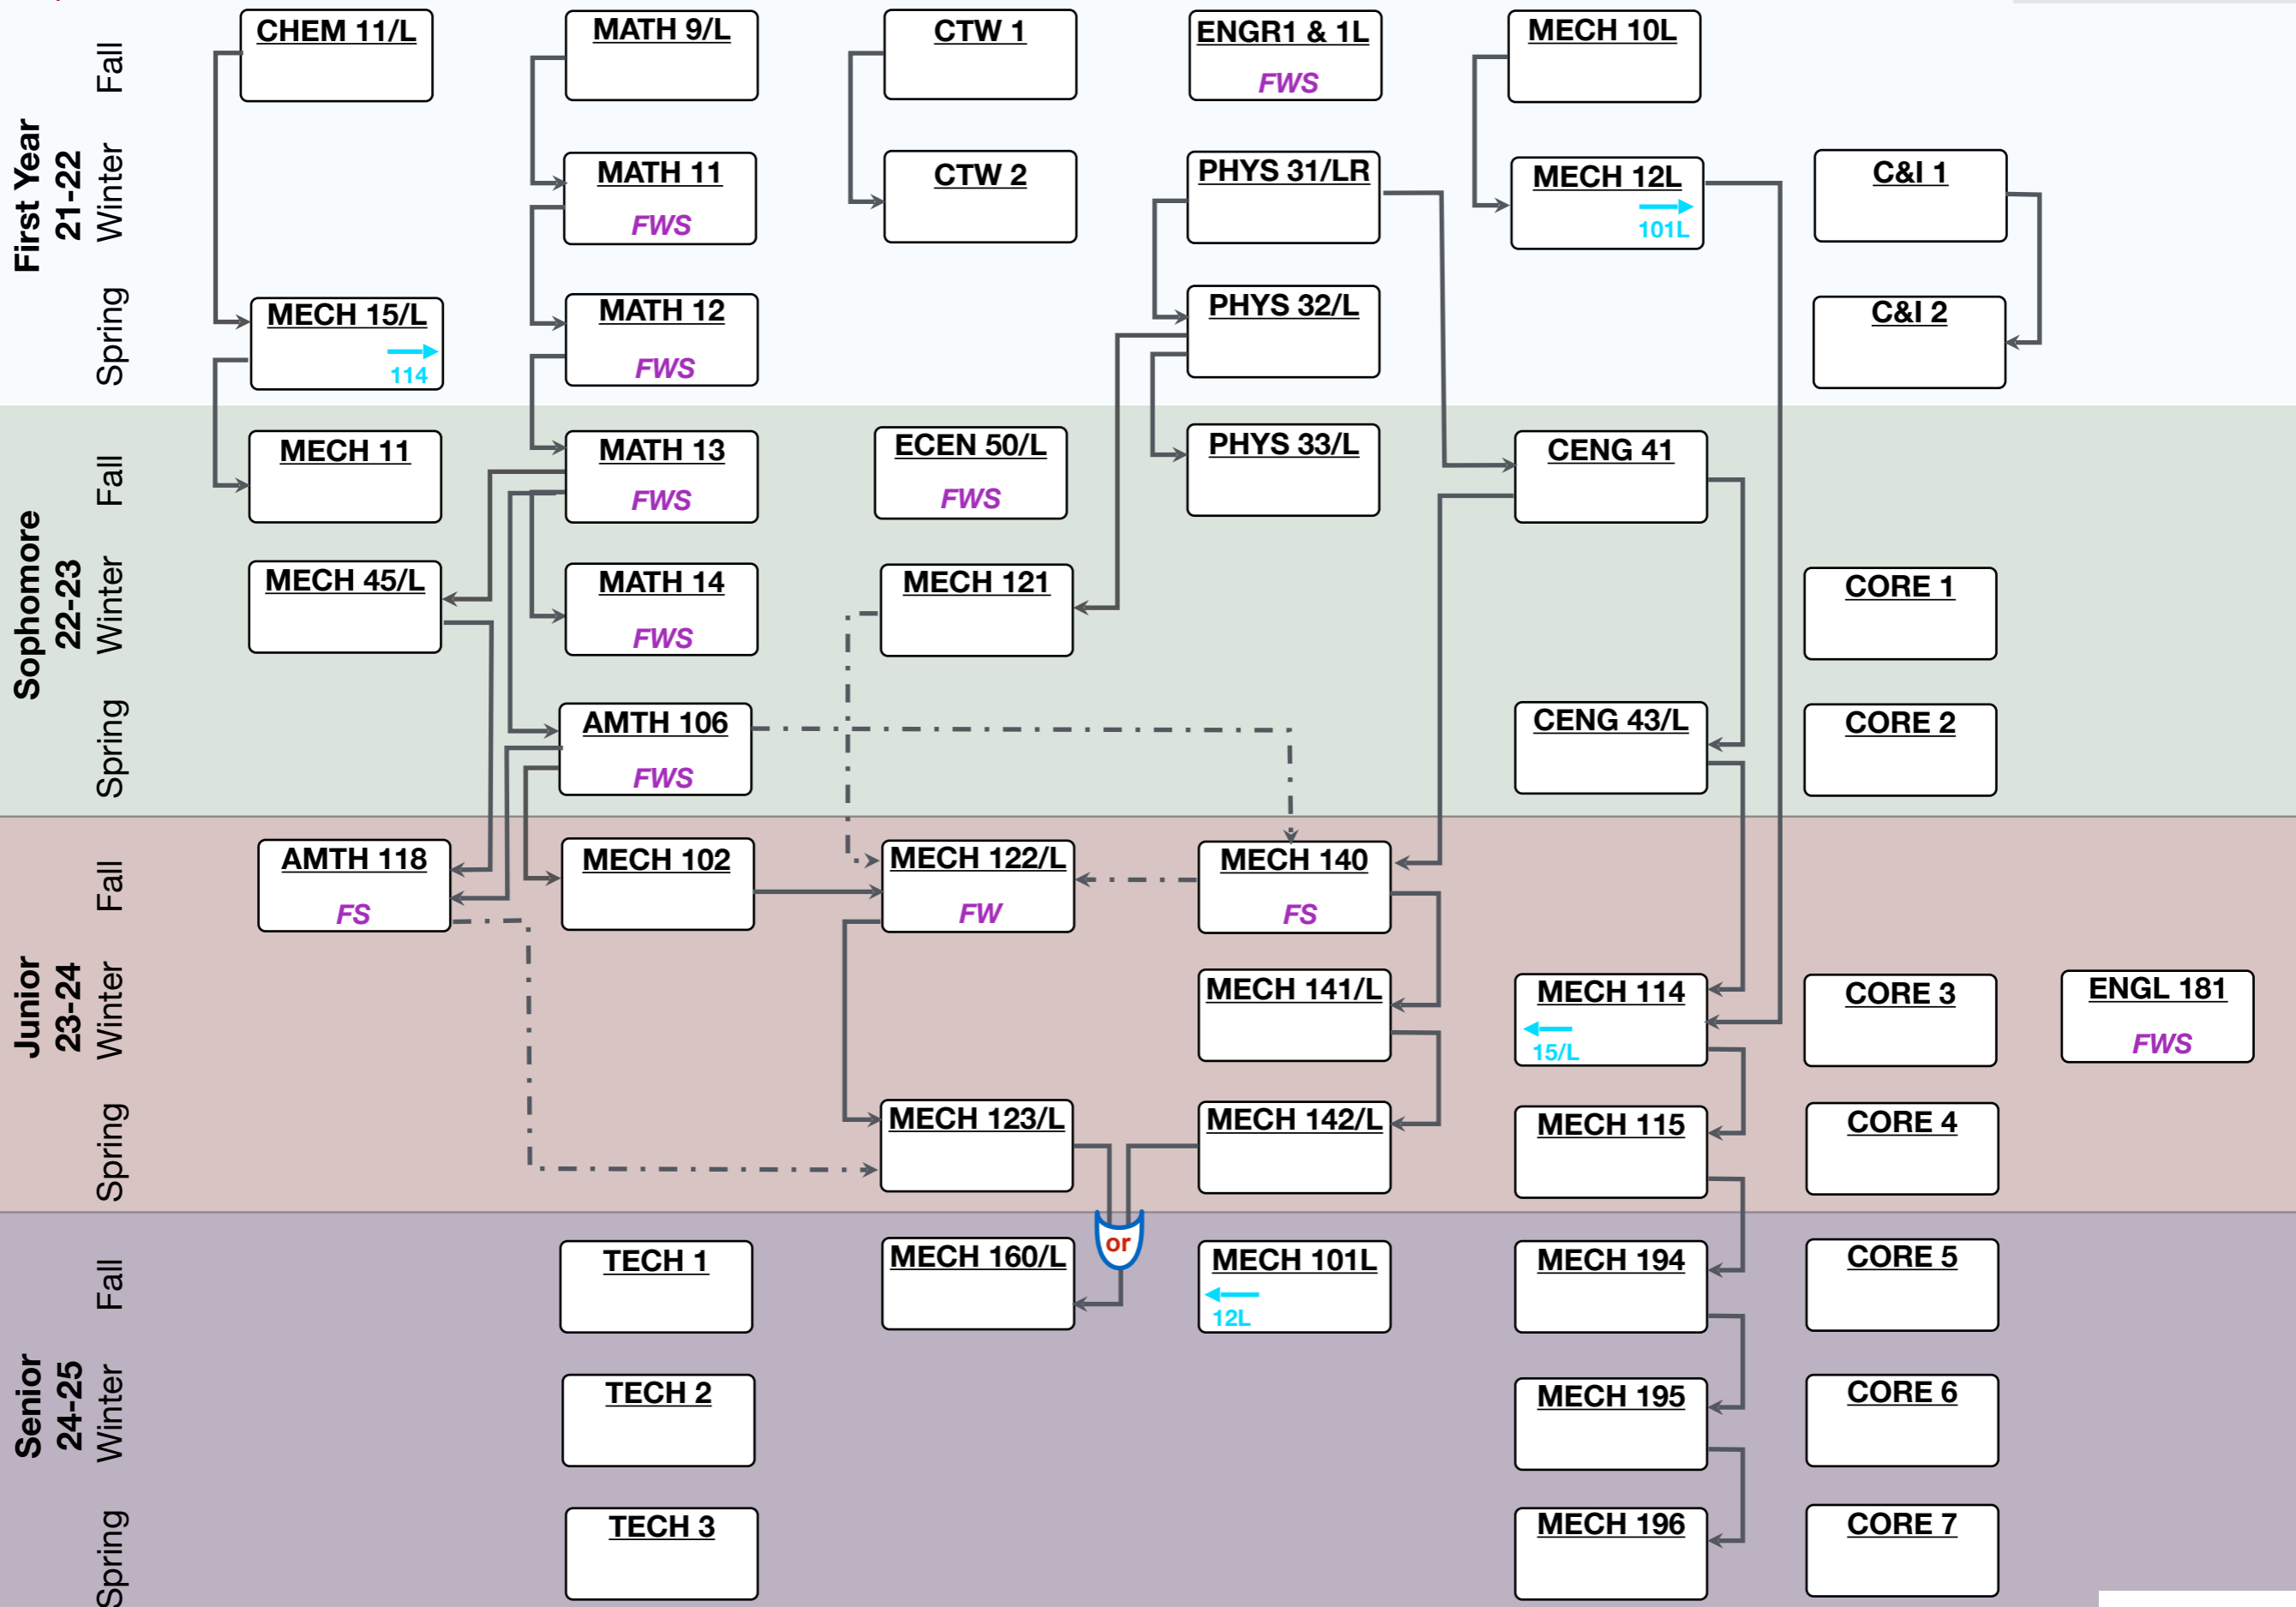 First Year
21-22
Fall
CHEM 11/L
MATH 9/L
CTW 1
ENGR1 & 1L
FWS
MECH 10L
Winter
MATH 11
FWS
CTW 2
PHYS 31/LR
MECH 12L
101L
C&I 1
Spring
MECH 15/L
114
MATH 12
FWS
PHYS 32/L
C&I 2
Sophomore
22-23
Fall
MECH 11
MATH 13
FWS
ECEN 50/L
FWS
PHYS 33/L
CENG 41
Winter
MECH 45/L
MATH 14
FWS
MECH 121
CORE 1
Spring
AMTH 106
FWS
CENG 43/L
CORE 2
Junior
23-24
Fall
AMTH 118
FS
MECH 102
MECH 122/L
FW
MECH 140
FS
Winter
MECH 141/L
MECH 114
15/L
CORE 3
ENGL 181
FWS
Spring
MECH 123/L
MECH 142/L
MECH 115
CORE 4
or
Senior
24-25
Fall
TECH 1
MECH 160/L
MECH 101L
12L
MECH 194
CORE 5
Winter
TECH 2
MECH 195
CORE 6
Spring
TECH 3
MECH 196
CORE 7